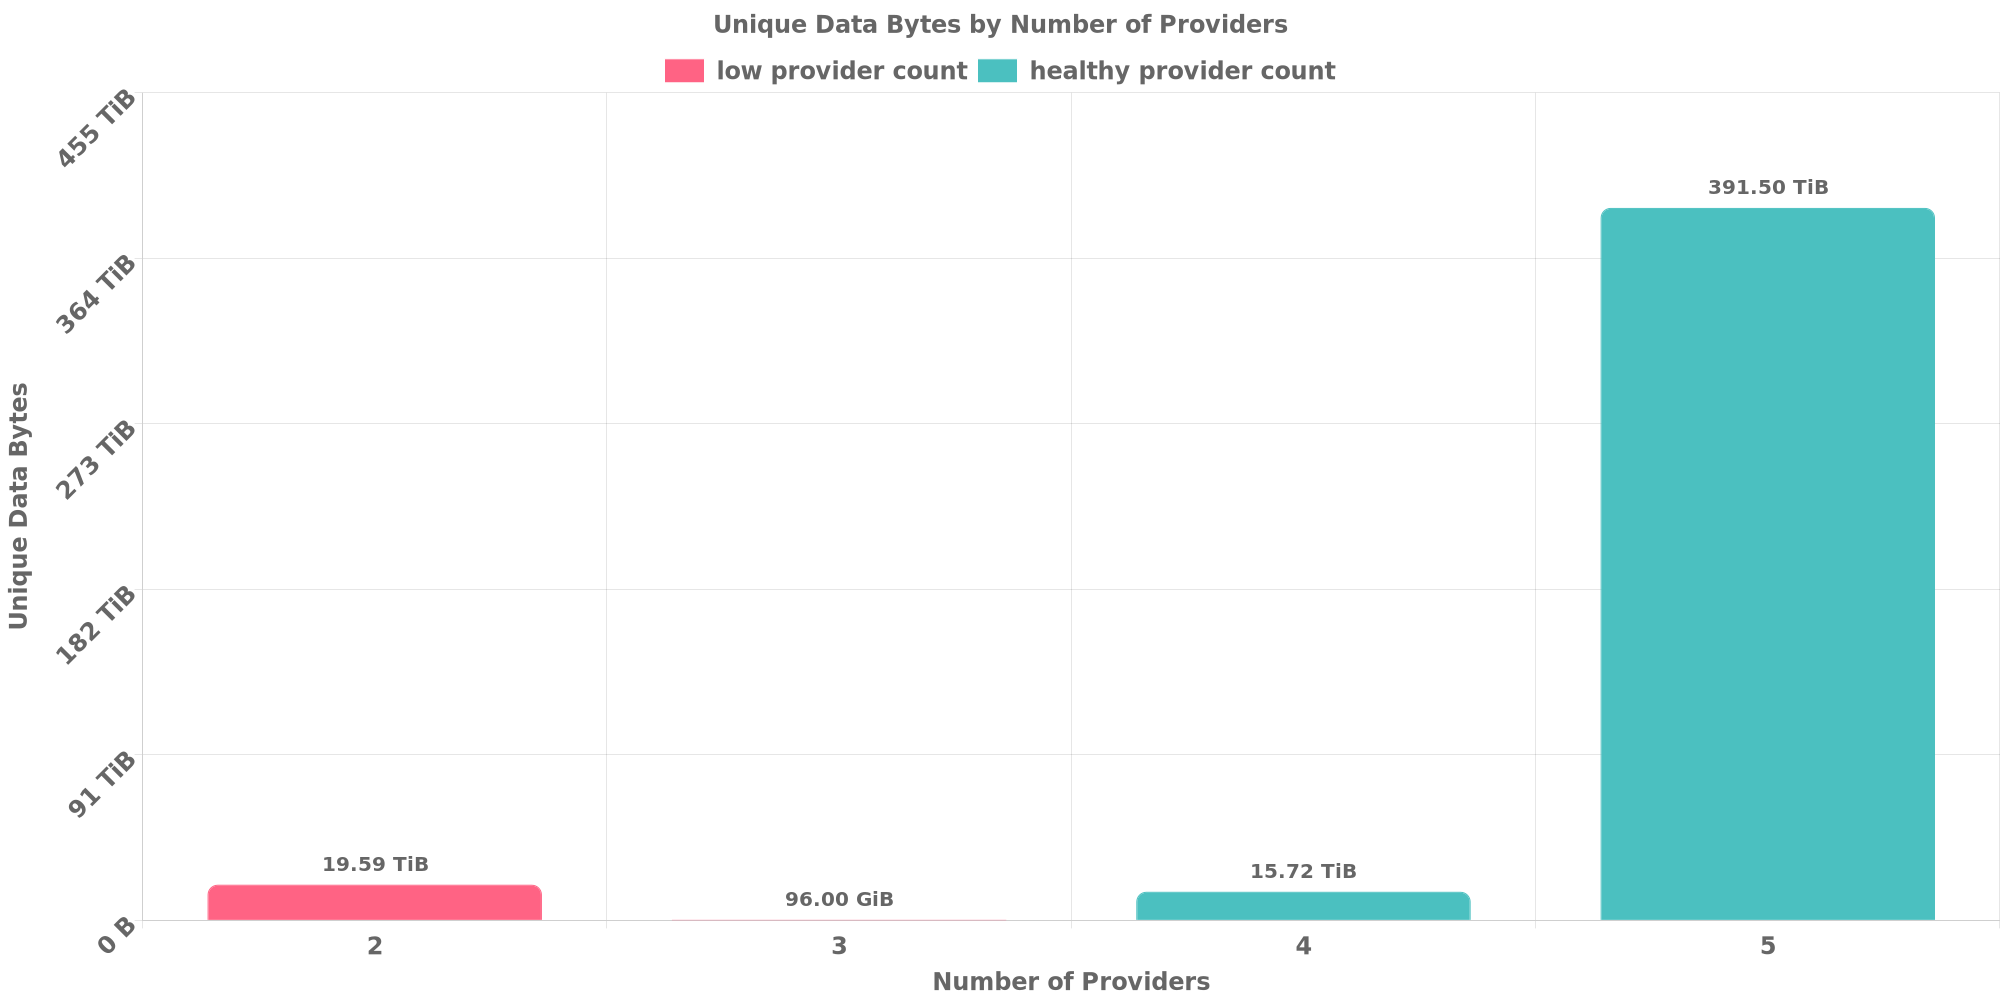 Unique Data Bytes by Number of Providers
low provider count
healthy provider count
455 TiB
364 TiB
273 TiB
182 TiB
91 TiB
0 B
Unique Data Bytes
19.59 TiB
96.00 GiB
15.72 TiB
391.50 TiB
2
3
4
5
Number of Providers